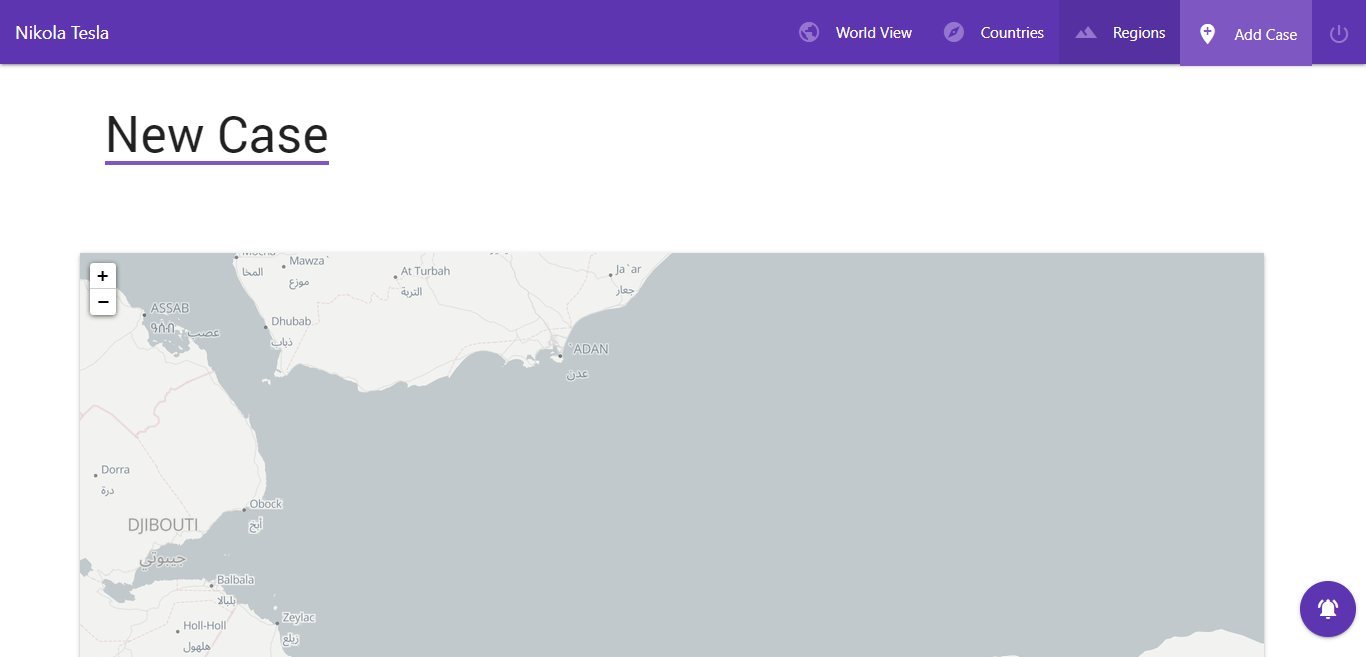 Nikola Tesla
World View
Countries
Regions
Add Case
New Case
+
−
المخا
Mawza`
موزع
At Turbah
التربة
Ja`ar
جعار
ASSAB
ዓሰብ عصب
Dhubab
ذباب
`ADAN
عدن
Dorra
درة
Obock
أبخ
DJIBOUTI
جيبوتي
Balbala
بلبالا
Zeylac
زيلع
Holl-Holl
هلهول